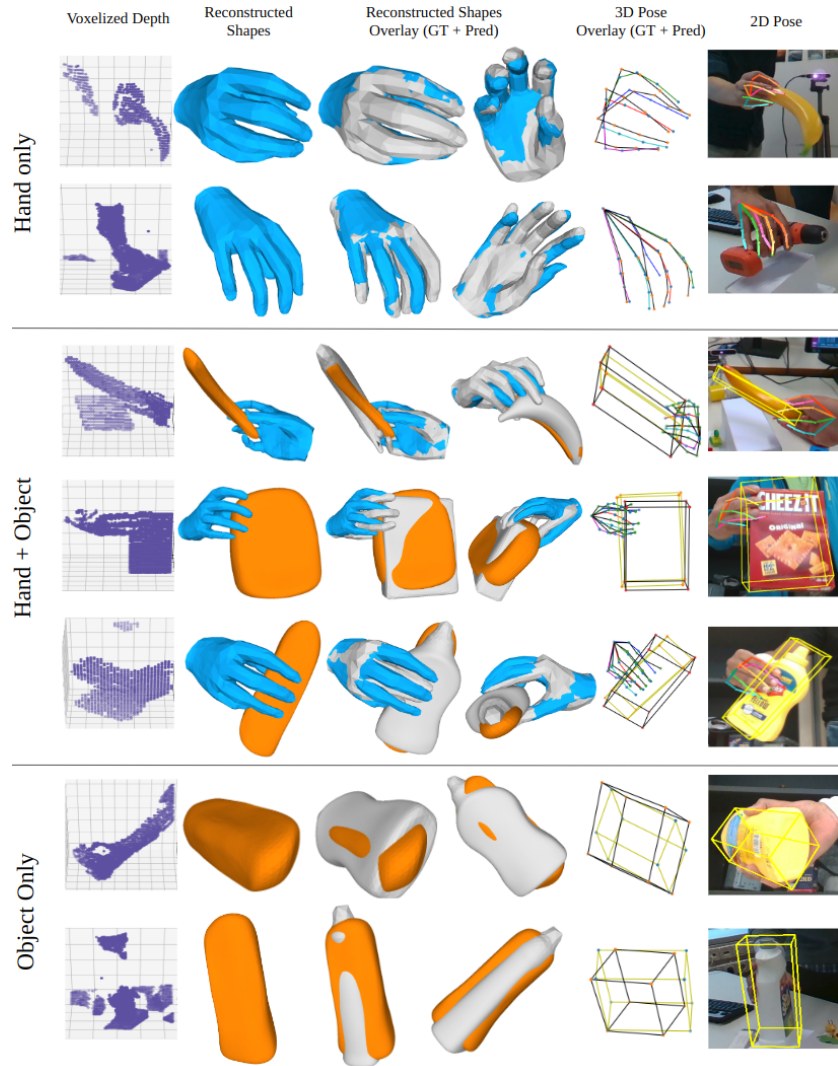 Voxelized Depth
Reconstructed
Shapes
Reconstructed Shapes
Overlay (GT + Pred)
3D Pose
Overlay (GT + Pred)
2D Pose
Hand only
Hand + Object
CHEEZ-IT
ORIGINAL
Object Only